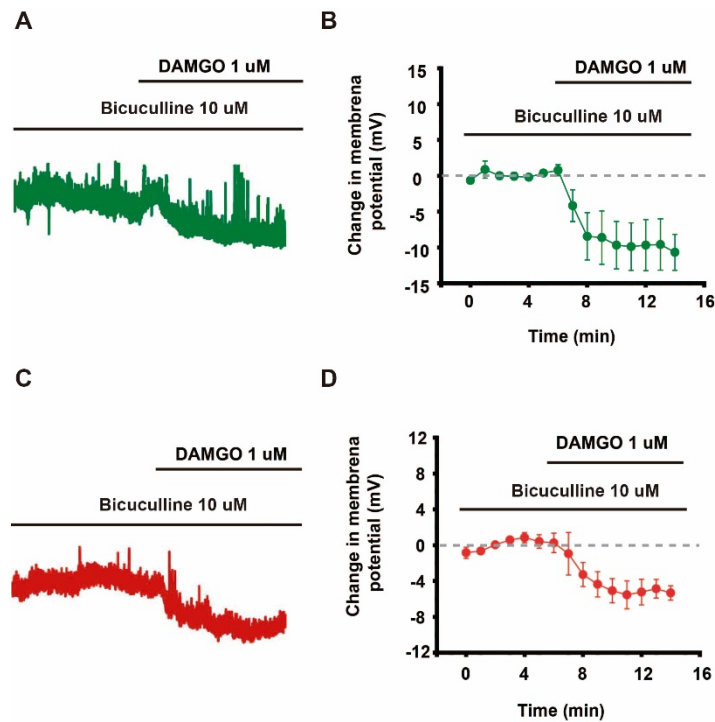 A
DAMGO 1 uM
Bicuculline 10 uM
B
DAMGO 1 uM
Bicuculline 10 uM
Change in membrena
potential (mV)
15
10
5
0
-5
-10
-15
0
4
8
12
16
Time (min)
C
DAMGO 1 uM
Bicuculline 10 uM
D
DAMGO 1 uM
Bicuculline 10 uM
Change in membrena
potential (mV)
12
8
4
0
-4
-8
-12
0
4
8
12
16
Time (min)